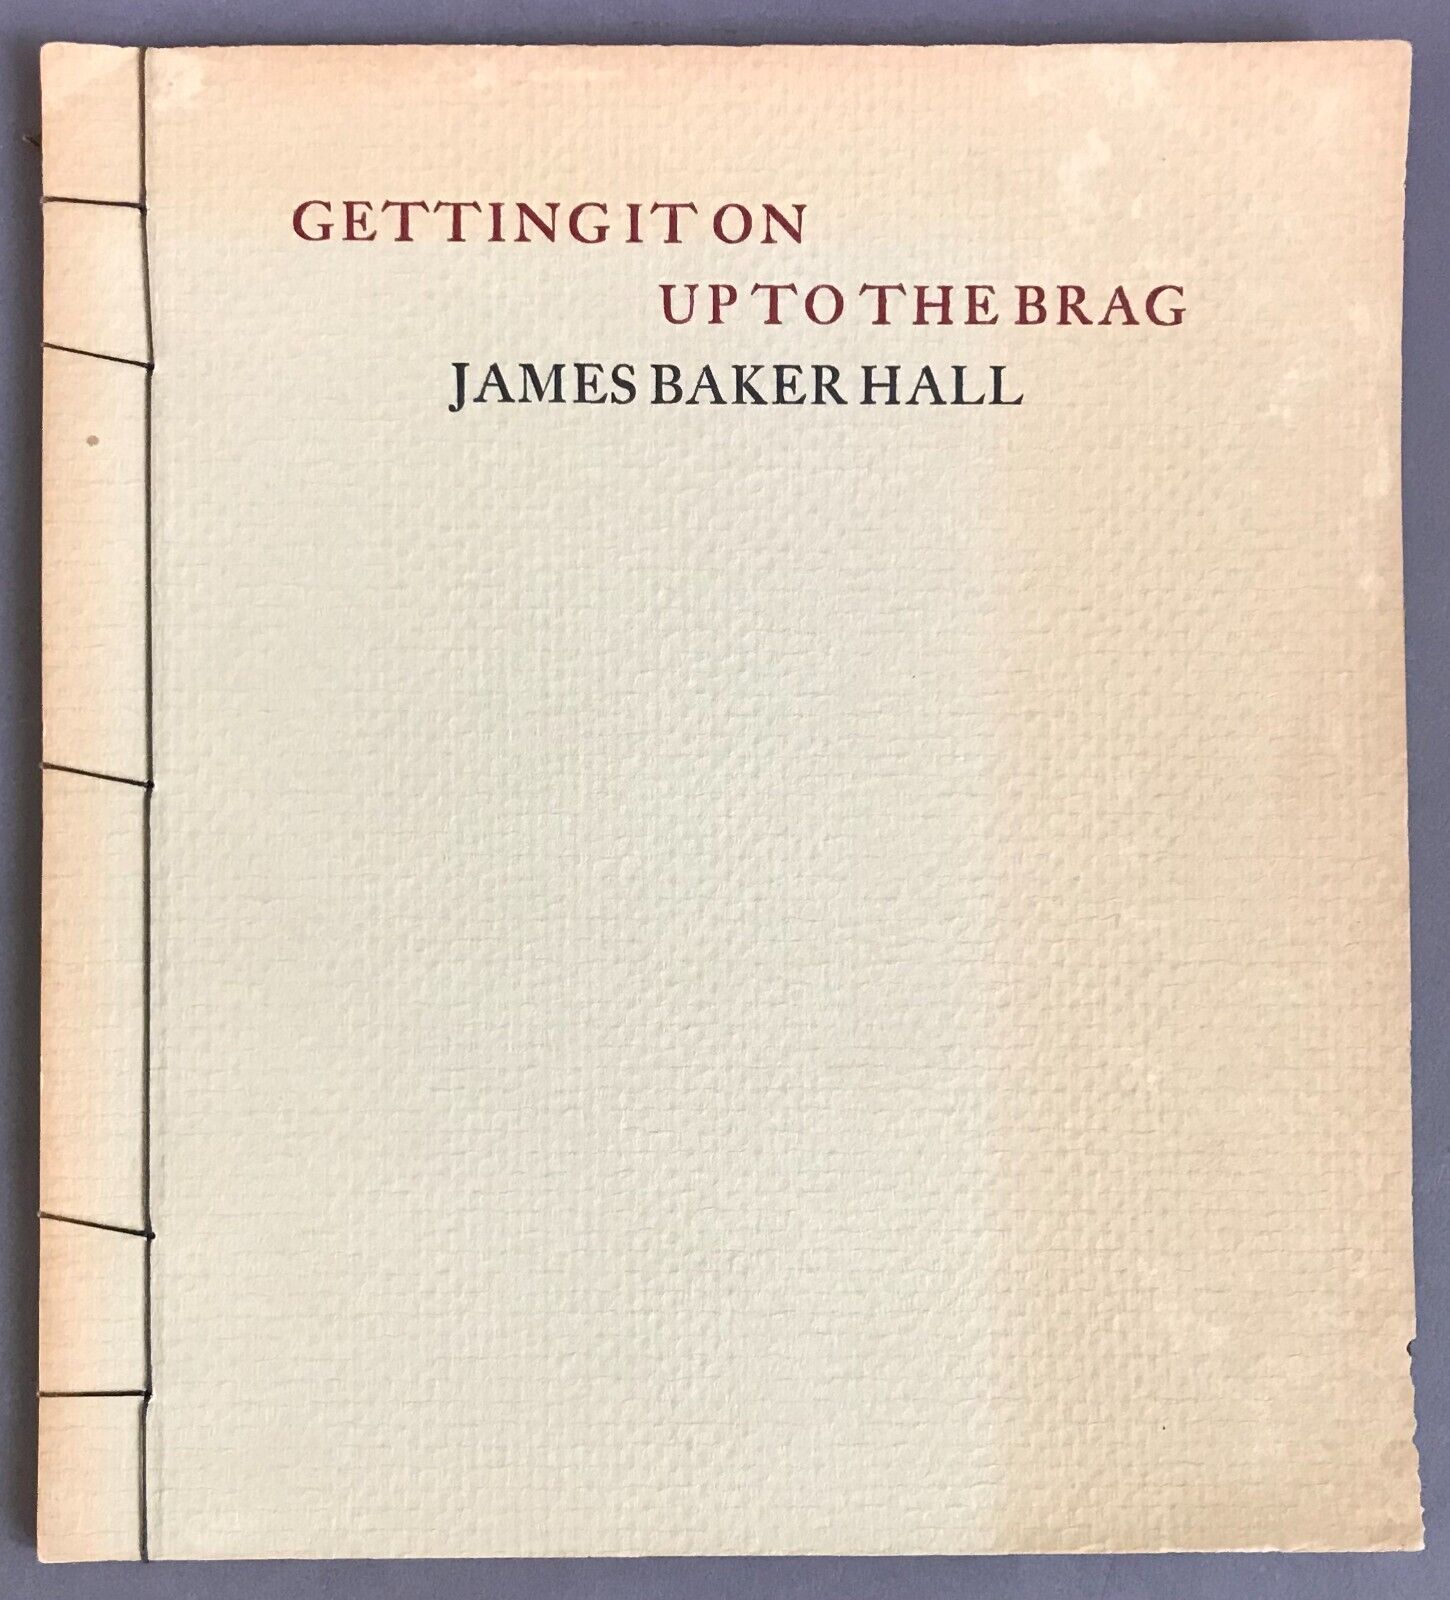 GETTING IT ON
UP TO THE BRAG
JAMES BAKER HALL